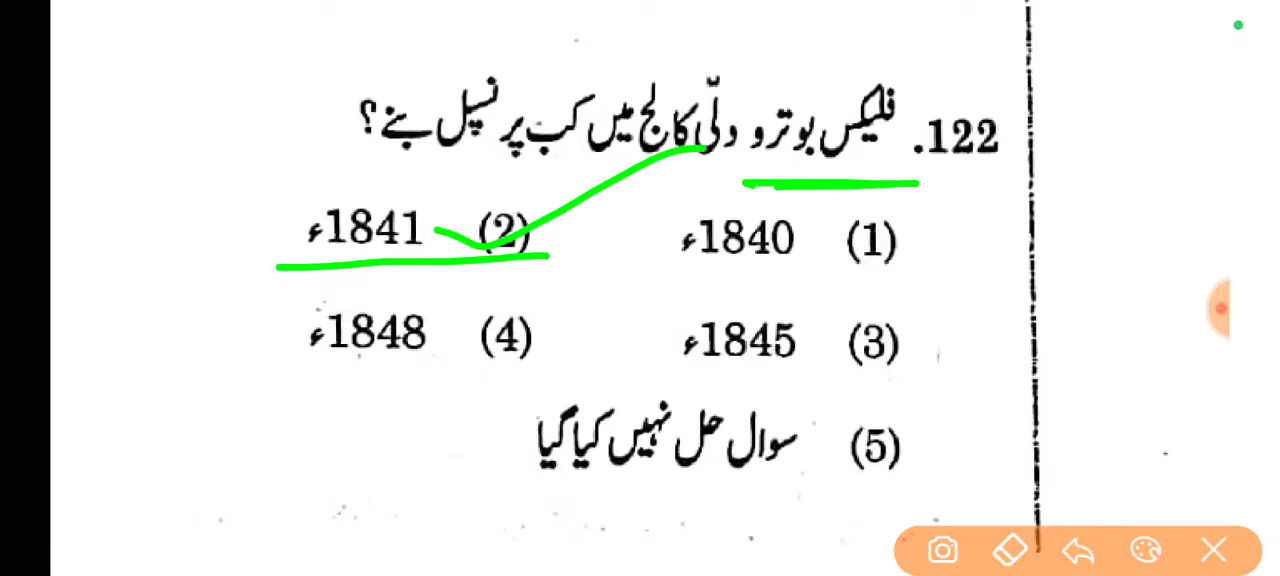 122. فلیکس بوترو دلّی کالج میں کب پرنسپل بنے؟
(1) 1840ء (2) 1841ء
(3) 1845ء (4) 1848ء
(5) سوال حل نہیں کیا گیا